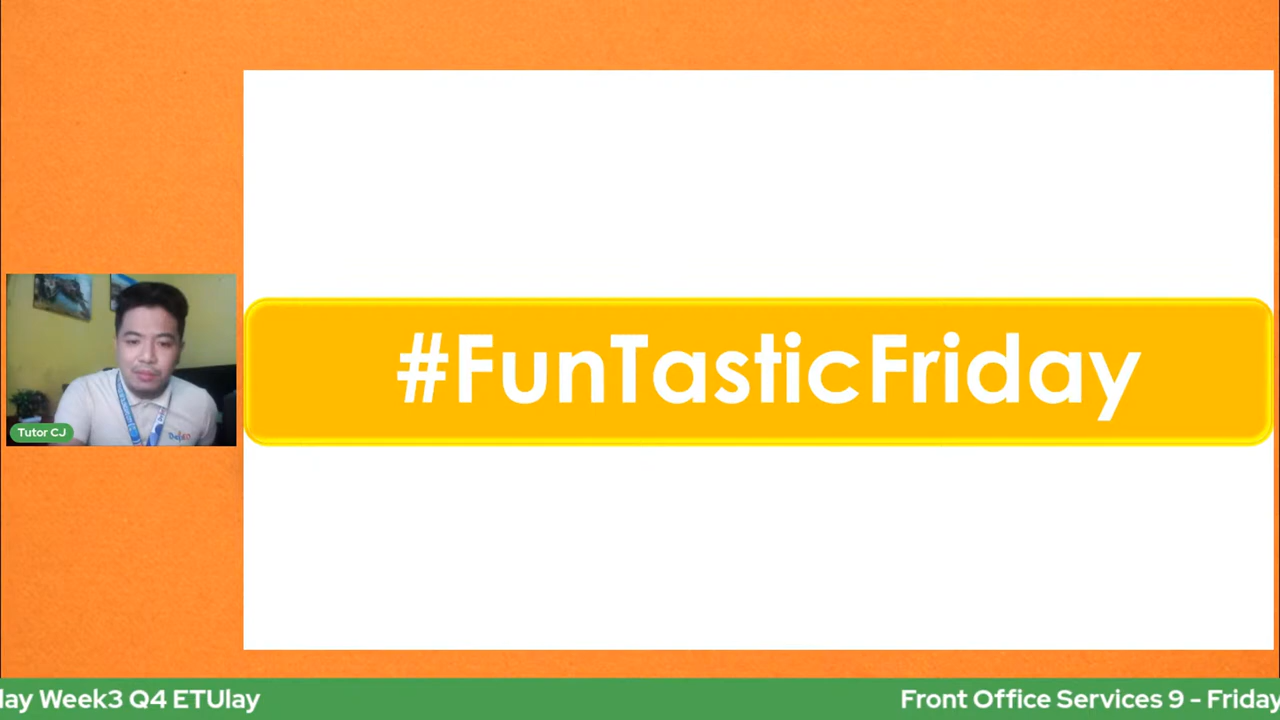 #FunTasticFriday
Tutor CJ
lay Week3 Q4 ETUlay
Front Office Services 9 - Friday